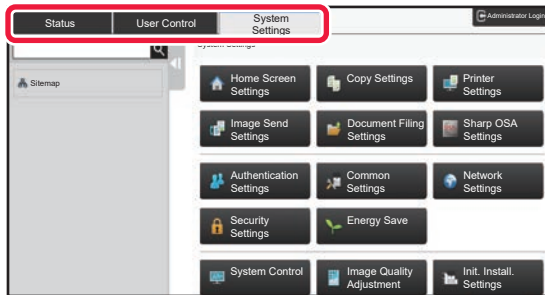 Status
User Control
System
Settings
Administrator Login
System Settings
Sitemap
Home Screen
Settings
Copy Settings
Printer
Settings
Image Send
Settings
Document Filing
Settings
Sharp OSA
Settings
Authentication
Settings
Common
Settings
Network
Settings
Security
Settings
Energy Save
System Control
Image Quality
Adjustment
Init. Install.
Settings